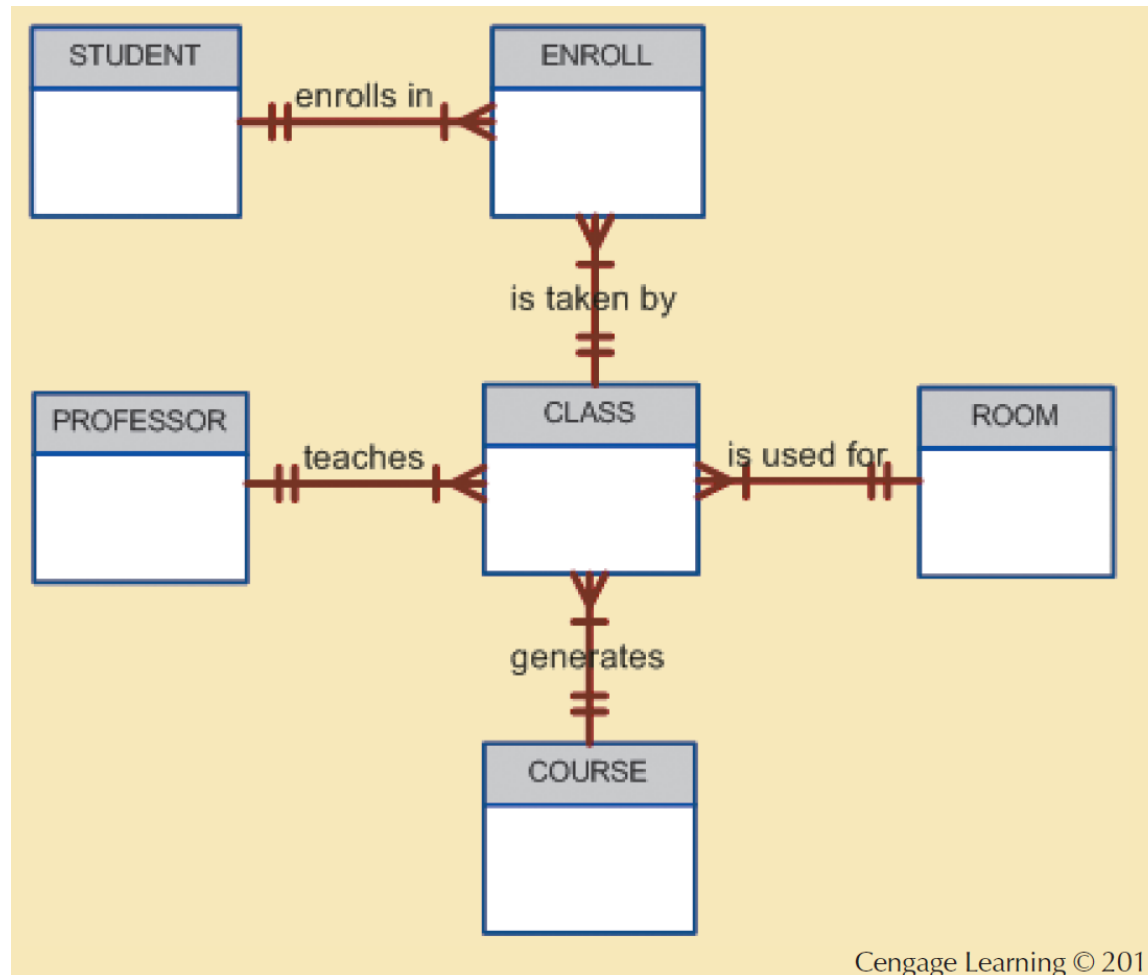 STUDENT
ENROLL
enrolls in
is taken by
PROFESSOR
CLASS
ROOM
teaches
is used for
generates
COURSE
Cengage Learning © 201